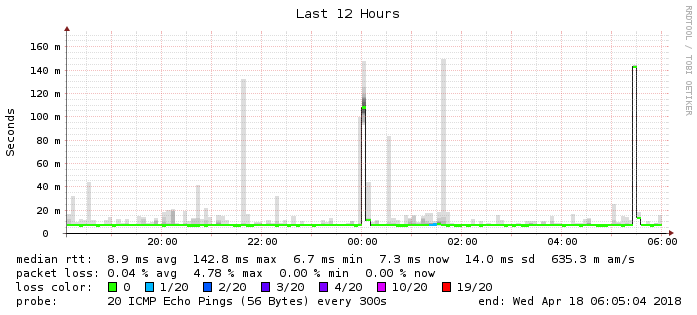 Last 12 Hours
RRDTOOL / TOBI OETIKER
Seconds
160 m
140 m
120 m
100 m
80 m
60 m
40 m
20 m
0
20:00 22:00 00:00 02:00 04:00 06:00
median rtt: 8.9 ms avg 142.8 ms max 6.7 ms min 7.3 ms now 14.0 ms sd 635.3 m am/s
packet loss: 0.04 % avg 4.78 % max 0.00 % min 0.00 % now
loss color: 0 1/20 2/20 3/20 4/20 10/20 19/20
probe: 20 ICMP Echo Pings (56 Bytes) every 300s end: Wed Apr 18 06:05:04 2018